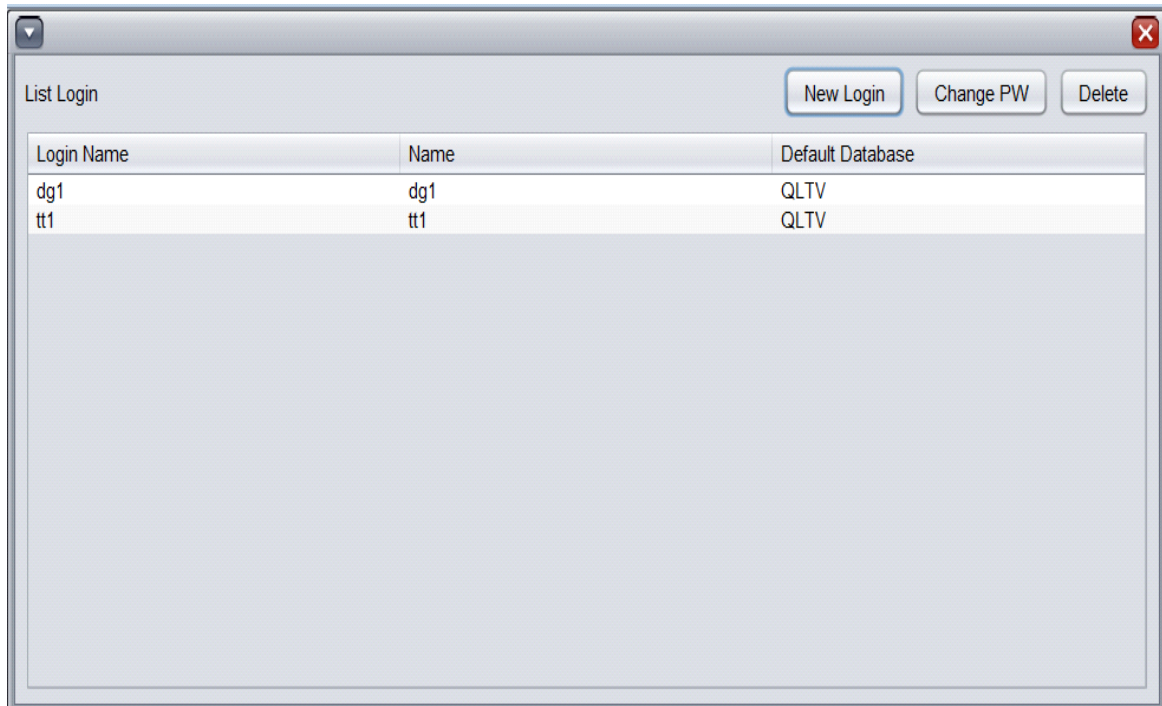 List Login New Login Change PW Delete
Login Name Name Default Database
dg1 dg1 QLTV
tt1 tt1 QLTV